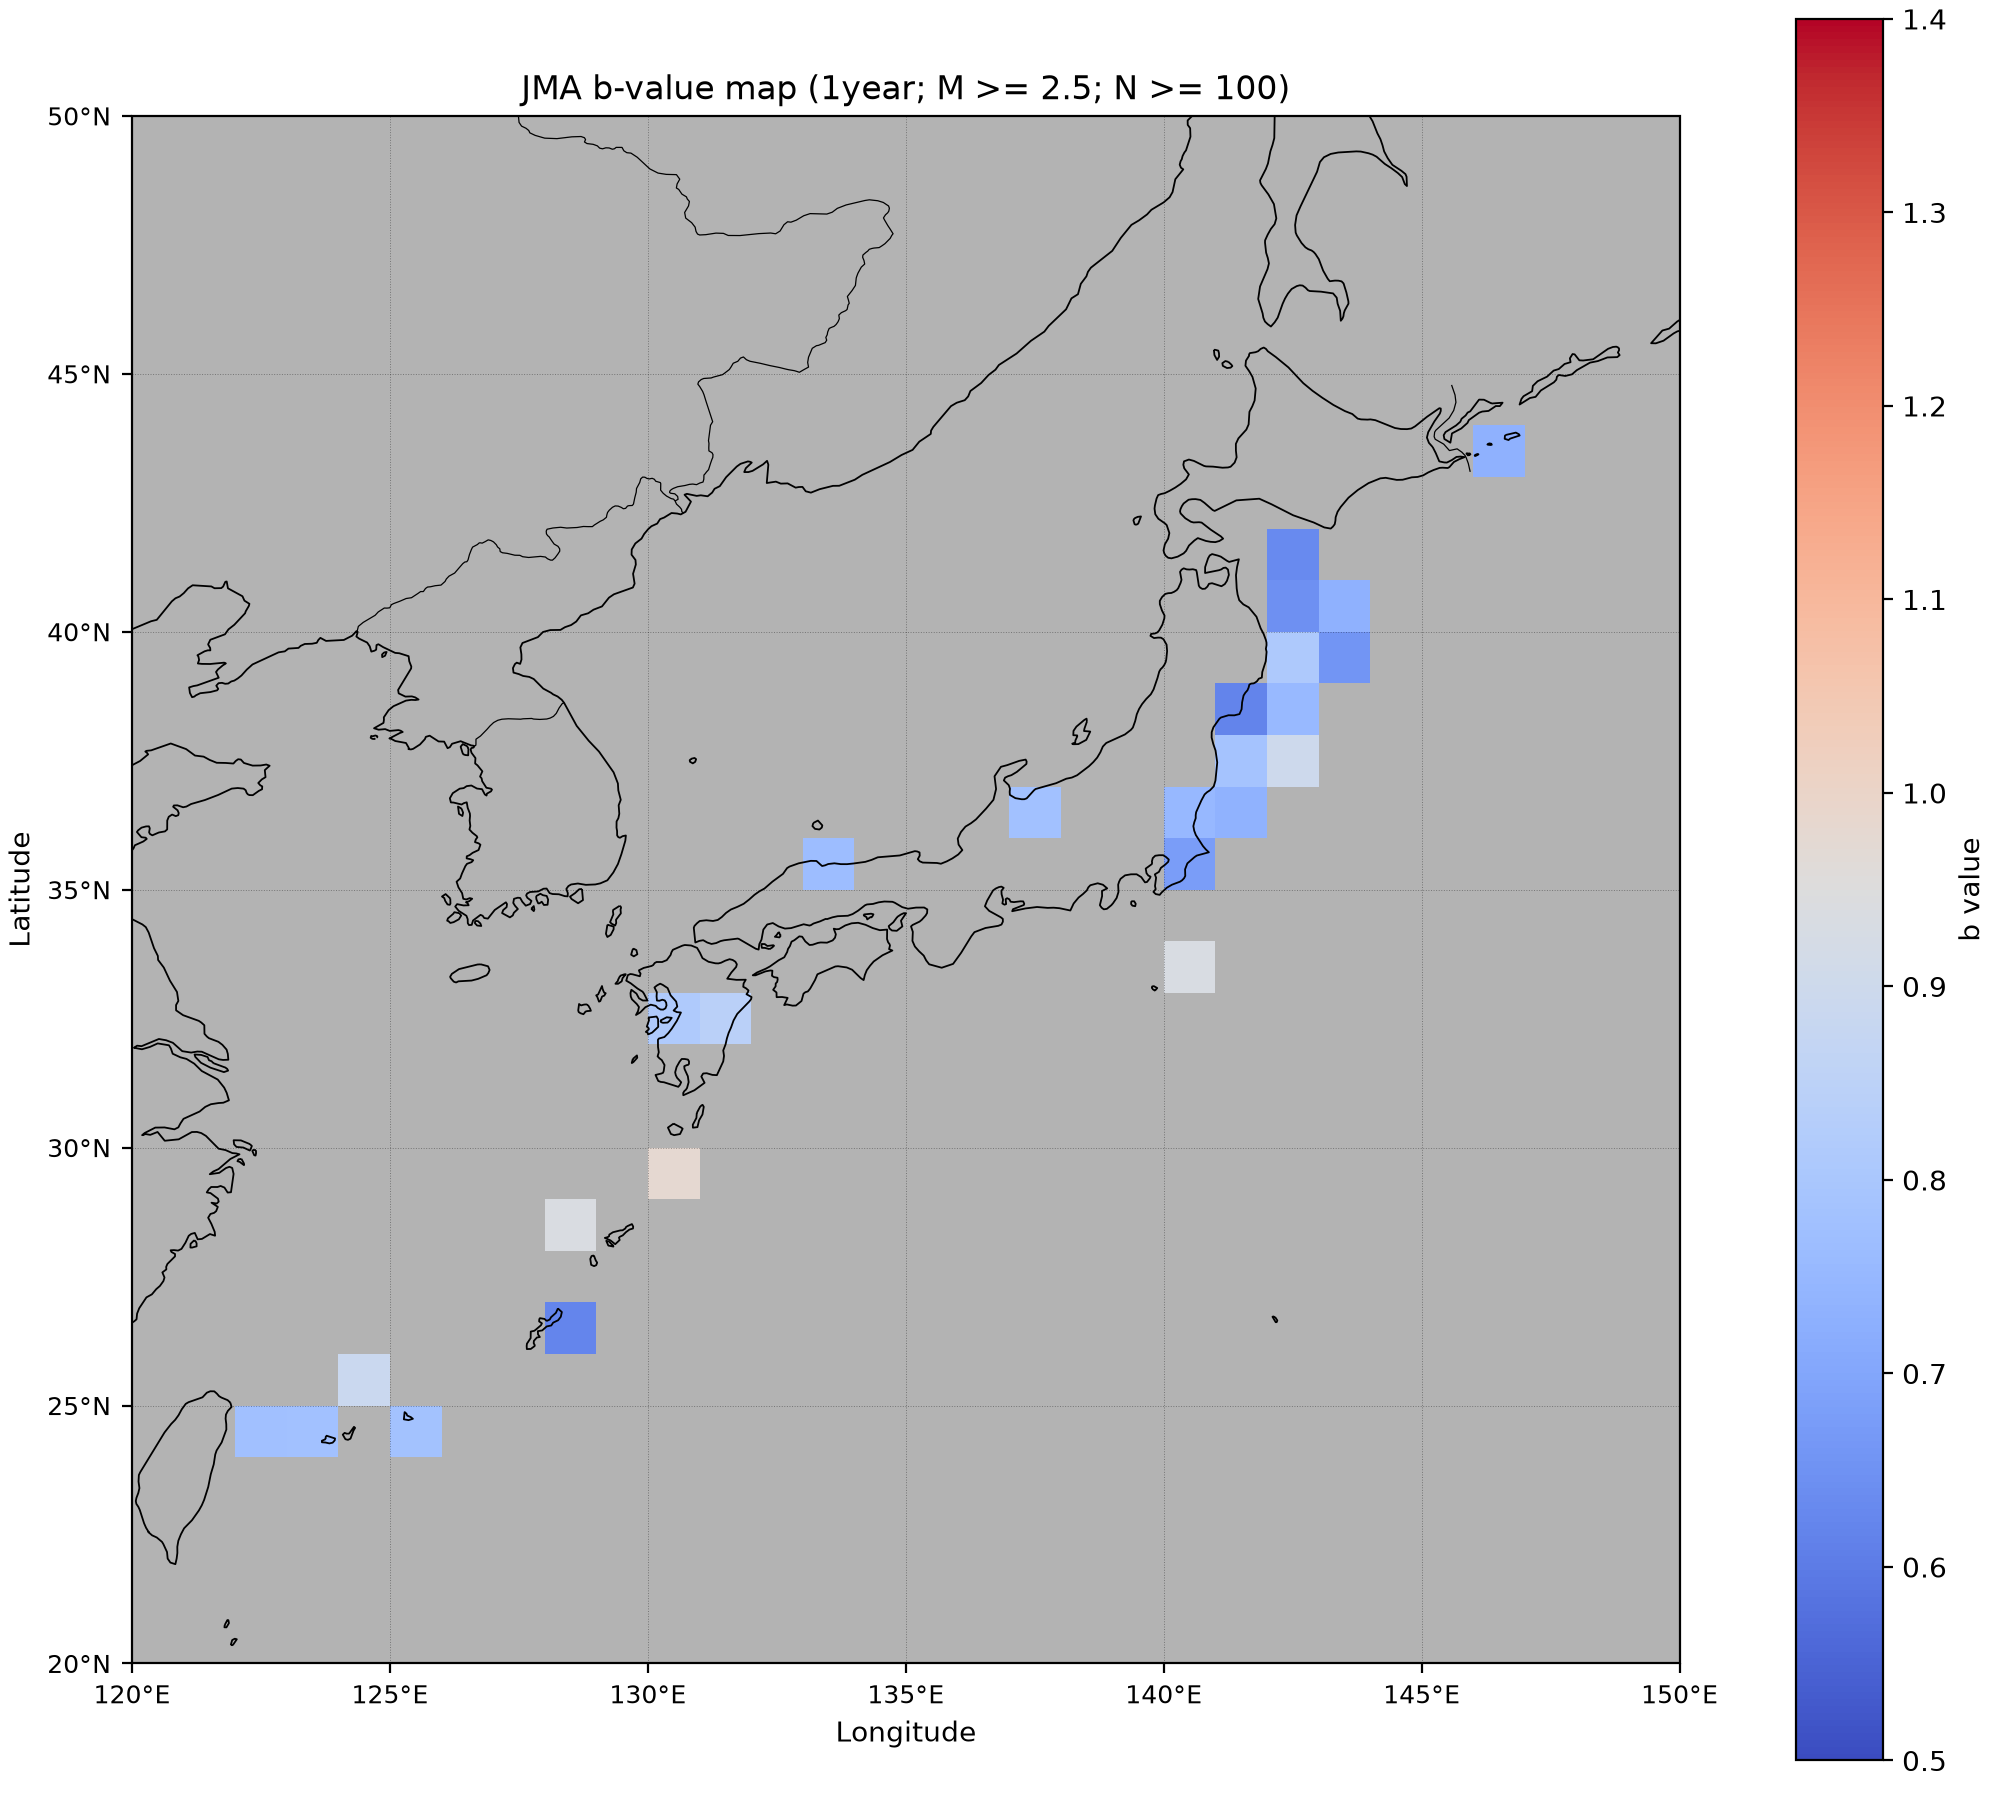 JMA b-value map (1year; M >= 2.5; N >= 100)
50°N
45°N
40°N
35°N
30°N
25°N
20°N
Latitude
120°E
125°E
130°E
135°E
140°E
145°E
150°E
Longitude
1.4
1.3
1.2
1.1
1.0
0.9
0.8
0.7
0.6
0.5
b value